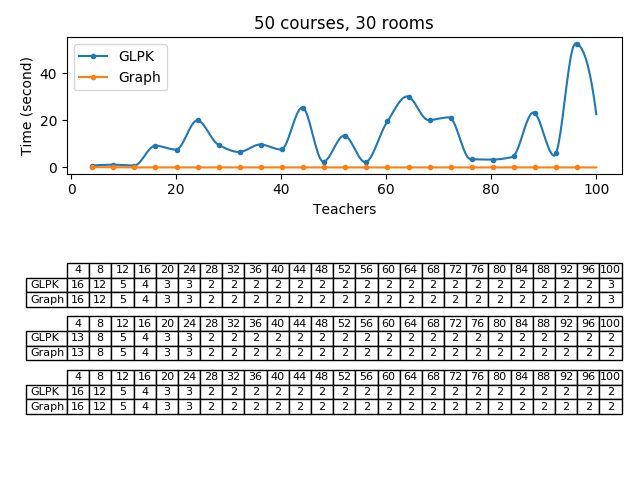 50 courses, 30 rooms
GLPK
Graph
Time (second)
40
20
0
0 20 40 60 80 100
Teachers
4 8 12 16 20 24 28 32 36 40 44 48 52 56 60 64 68 72 76 80 84 88 92 96 100
GLPK 16 12 5 4 3 3 2 2 2 2 2 2 2 2 2 2 2 2 2 2 2 2 2 2 3
Graph 16 12 5 4 3 3 2 2 2 2 2 2 2 2 2 2 2 2 2 2 2 2 2 2 3
4 8 12 16 20 24 28 32 36 40 44 48 52 56 60 64 68 72 76 80 84 88 92 96 100
GLPK 13 8 5 4 3 3 2 2 2 2 2 2 2 2 2 2 2 2 2 2 2 2 2 2 2
Graph 13 8 5 4 3 3 2 2 2 2 2 2 2 2 2 2 2 2 2 2 2 2 2 2 2
4 8 12 16 20 24 28 32 36 40 44 48 52 56 60 64 68 72 76 80 84 88 92 96 100
GLPK 16 12 5 4 3 3 2 2 2 2 2 2 2 2 2 2 2 2 2 2 2 2 2 2 2
Graph 16 12 5 4 3 3 2 2 2 2 2 2 2 2 2 2 2 2 2 2 2 2 2 2 2